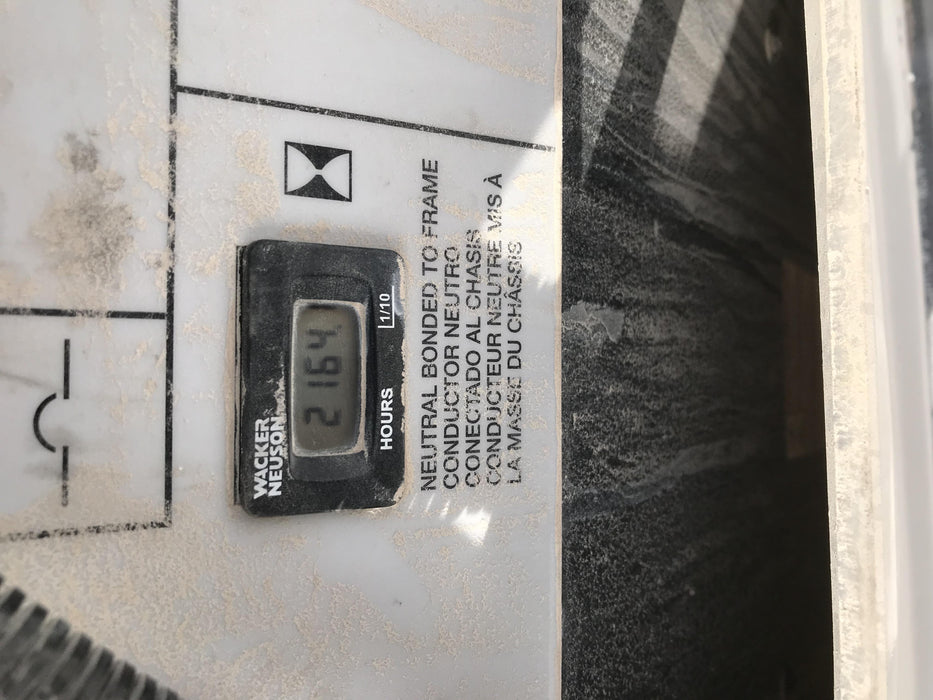 WACKER
NEUSON
2164
HOURS 1/10
NEUTRAL BONDED TO FRAME
CONDUCTOR NEUTRO
CONECTADO AL CHASIS
CONDUCTEUR NEUTRE MIS À
LA MASSE DU CHÂSSIS